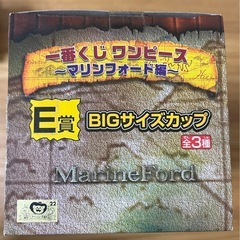 一番くじ ワンピース
～マリンフォード編～
E賞
BIGサイズカップ
全3種
MarineFord
22